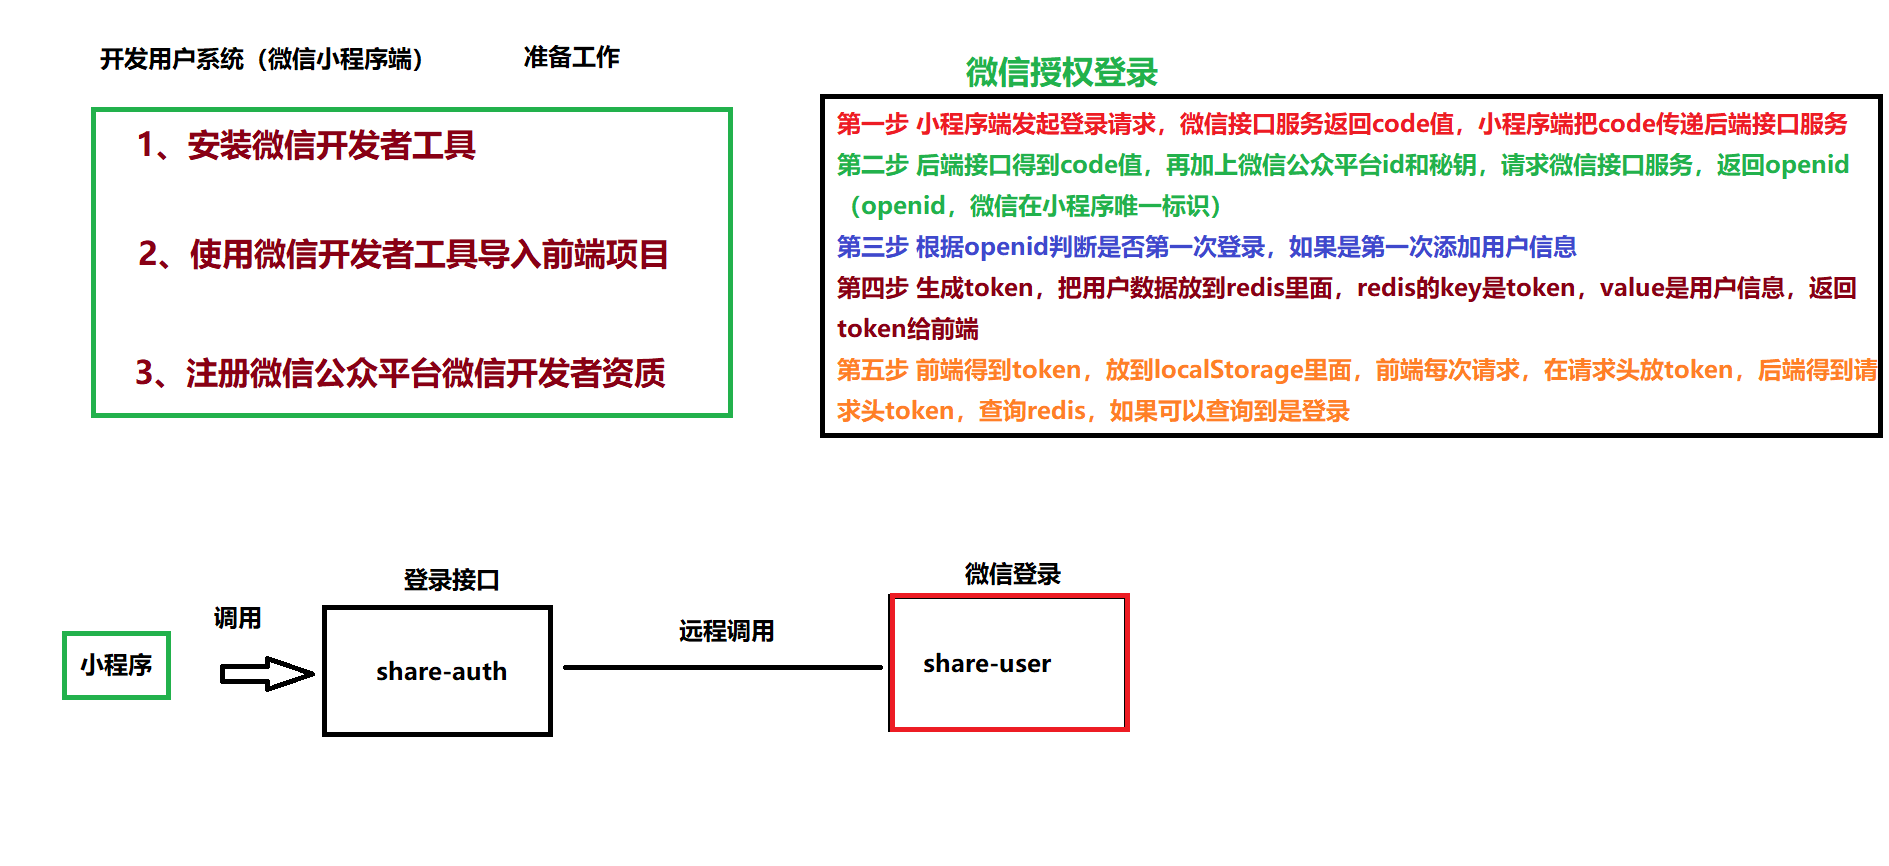 开发用户系统（微信小程序端）
准备工作
1、安装微信开发者工具
2、使用微信开发者工具导入前端项目
3、注册微信公众平台微信开发者资质
微信授权登录
第一步 小程序端发起登录请求，微信接口服务返回code值，小程序端把code传递后端接口服务
第二步 后端接口得到code值，再加上微信公众平台id和秘钥，请求微信接口服务，返回openid
（openid，微信在小程序唯一标识）
第三步 根据openid判断是否第一次登录，如果是第一次添加用户信息
第四步 生成token，把用户数据放到redis里面，redis的key是token，value是用户信息，返回
token给前端
第五步 前端得到token，放到localStorage里面，前端每次请求，在请求头放token，后端得到请
求头token，查询redis，如果可以查询到是登录
小程序
调用
登录接口
share-auth
远程调用
微信登录
share-user